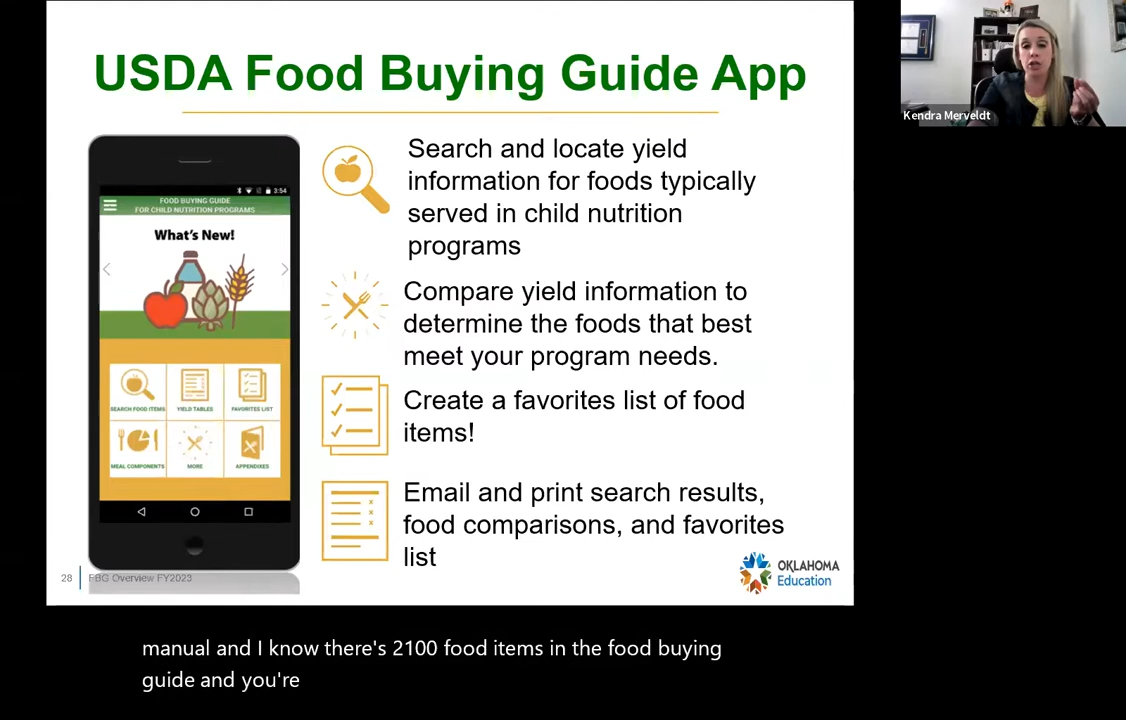 USDA Food Buying Guide App
Kendra Merveldt
3:54
FOOD BUYING GUIDE
FOR CHILD NUTRITION PROGRAMS
What's New!
SEARCH FOOD ITEMS
YIELD TABLES
FAVORITES LIST
MEAL COMPONENTS
MORE
APPENDIXES
Search and locate yield
information for foods typically
served in child nutrition
programs
Compare yield information to
determine the foods that best
meet your program needs.
Create a favorites list of food
items!
Email and print search results,
food comparisons, and favorites
list
28
FBG Overview FY2023
OKLAHOMA
Education
manual and I know there's 2100 food items in the food buying
guide and you're